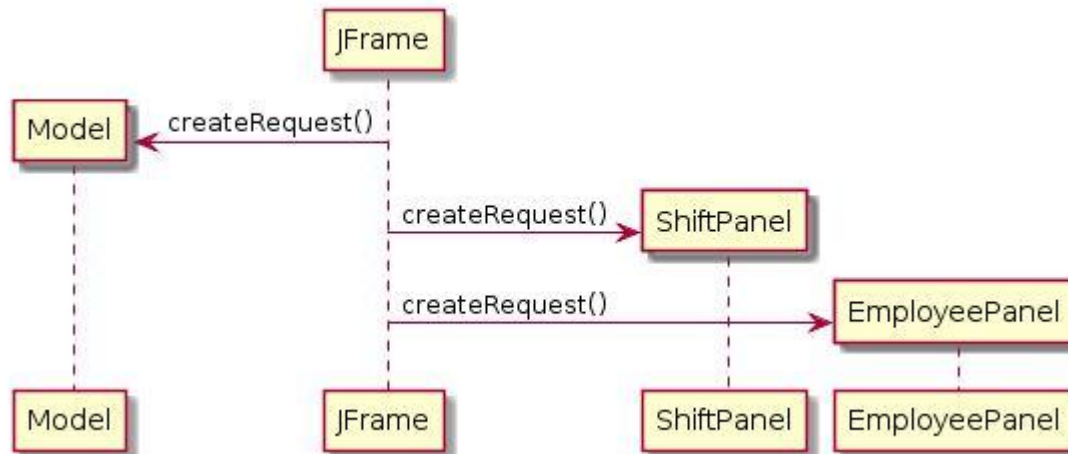 JFrame
Model
createRequest()
createRequest()
ShiftPanel
createRequest()
EmployeePanel
Model
JFrame
ShiftPanel
EmployeePanel